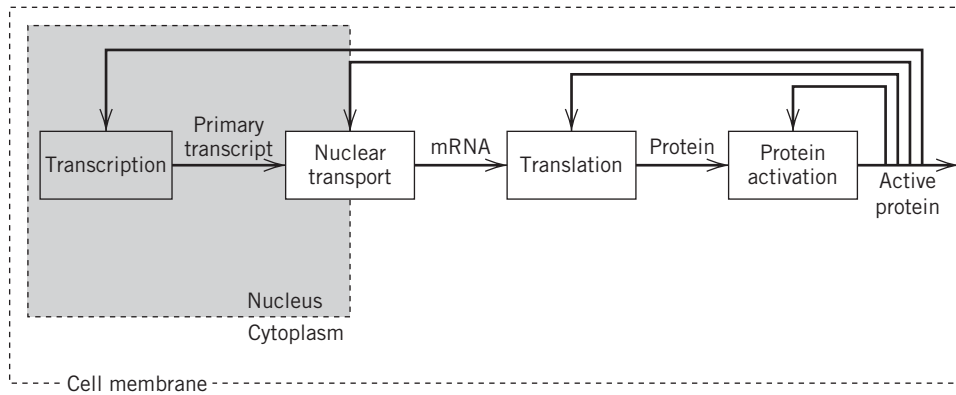 Primary
transcript
Transcription
Nuclear
transport
mRNA
Translation
Protein
Protein
activation
Active
protein
Nucleus
Cytoplasm
Cell membrane